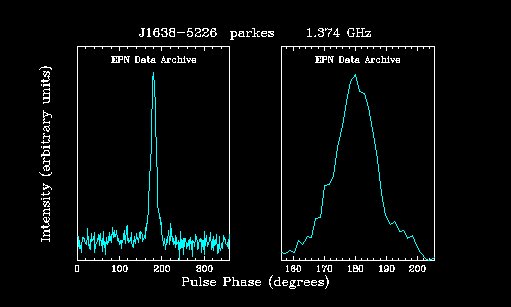 J1638-5226 parkes 1.374 GHz
EPN Data Archive
EPN Data Archive
Intensity (arbitrary units)
0 100 200 300
160 170 180 190 200
Pulse Phase (degrees)